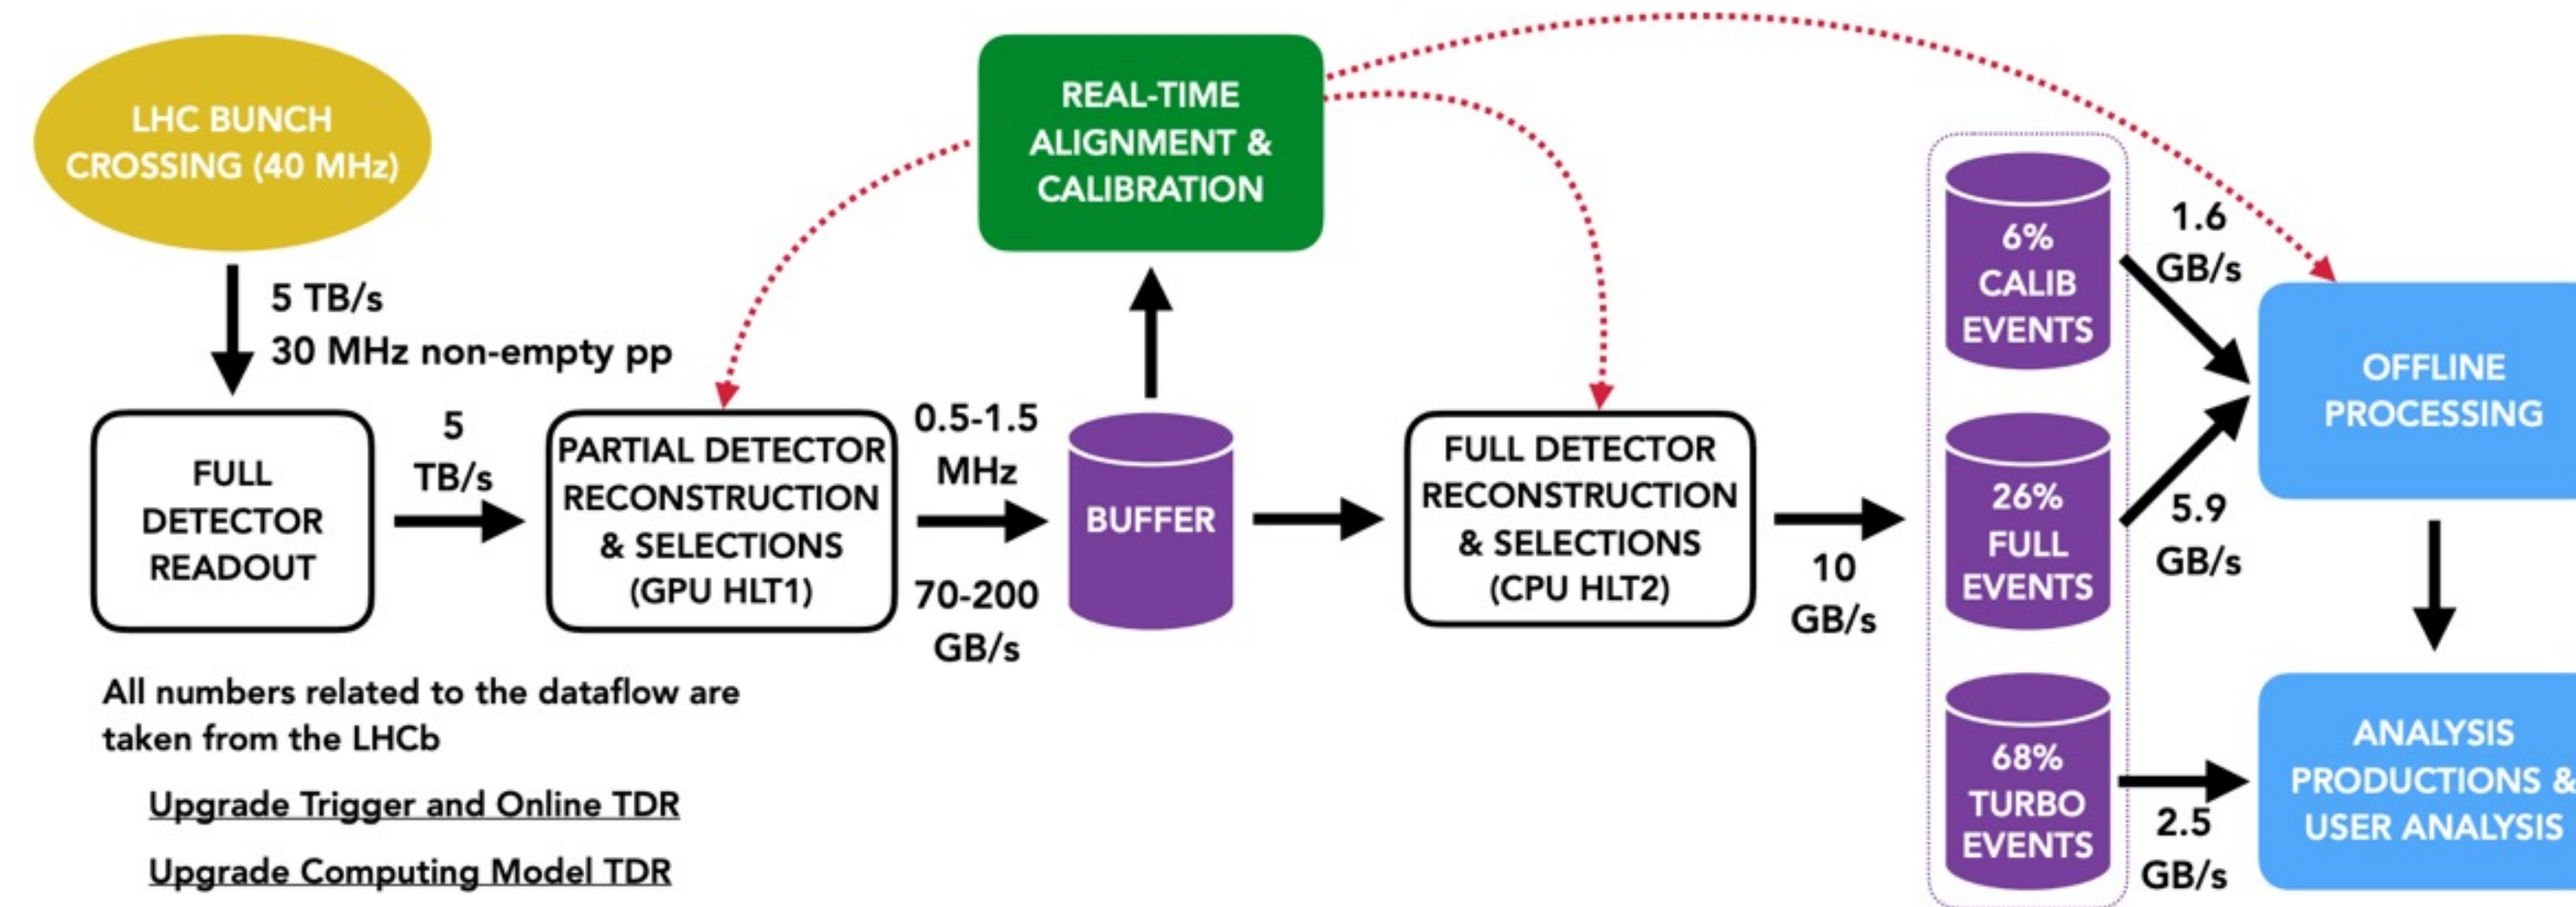 LHC BUNCH
CROSSING (40 MHz)
5 TB/s
30 MHz non-empty pp
FULL
DETECTOR
READOUT
5
TB/s
PARTIAL DETECTOR
RECONSTRUCTION
& SELECTIONS
(GPU HLT1)
0.5-1.5
MHz
70-200
GB/s
REAL-TIME
ALIGNMENT &
CALIBRATION
BUFFER
FULL DETECTOR
RECONSTRUCTION
& SELECTIONS
(CPU HLT2)
10
GB/s
6%
CALIB
EVENTS
1.6
GB/s
26%
FULL
EVENTS
5.9
GB/s
68%
TURBO
EVENTS
2.5
GB/s
OFFLINE
PROCESSING
ANALYSIS
PRODUCTIONS &
USER ANALYSIS
All numbers related to the dataflow are
taken from the LHCb
Upgrade Trigger and Online TDR
Upgrade Computing Model TDR